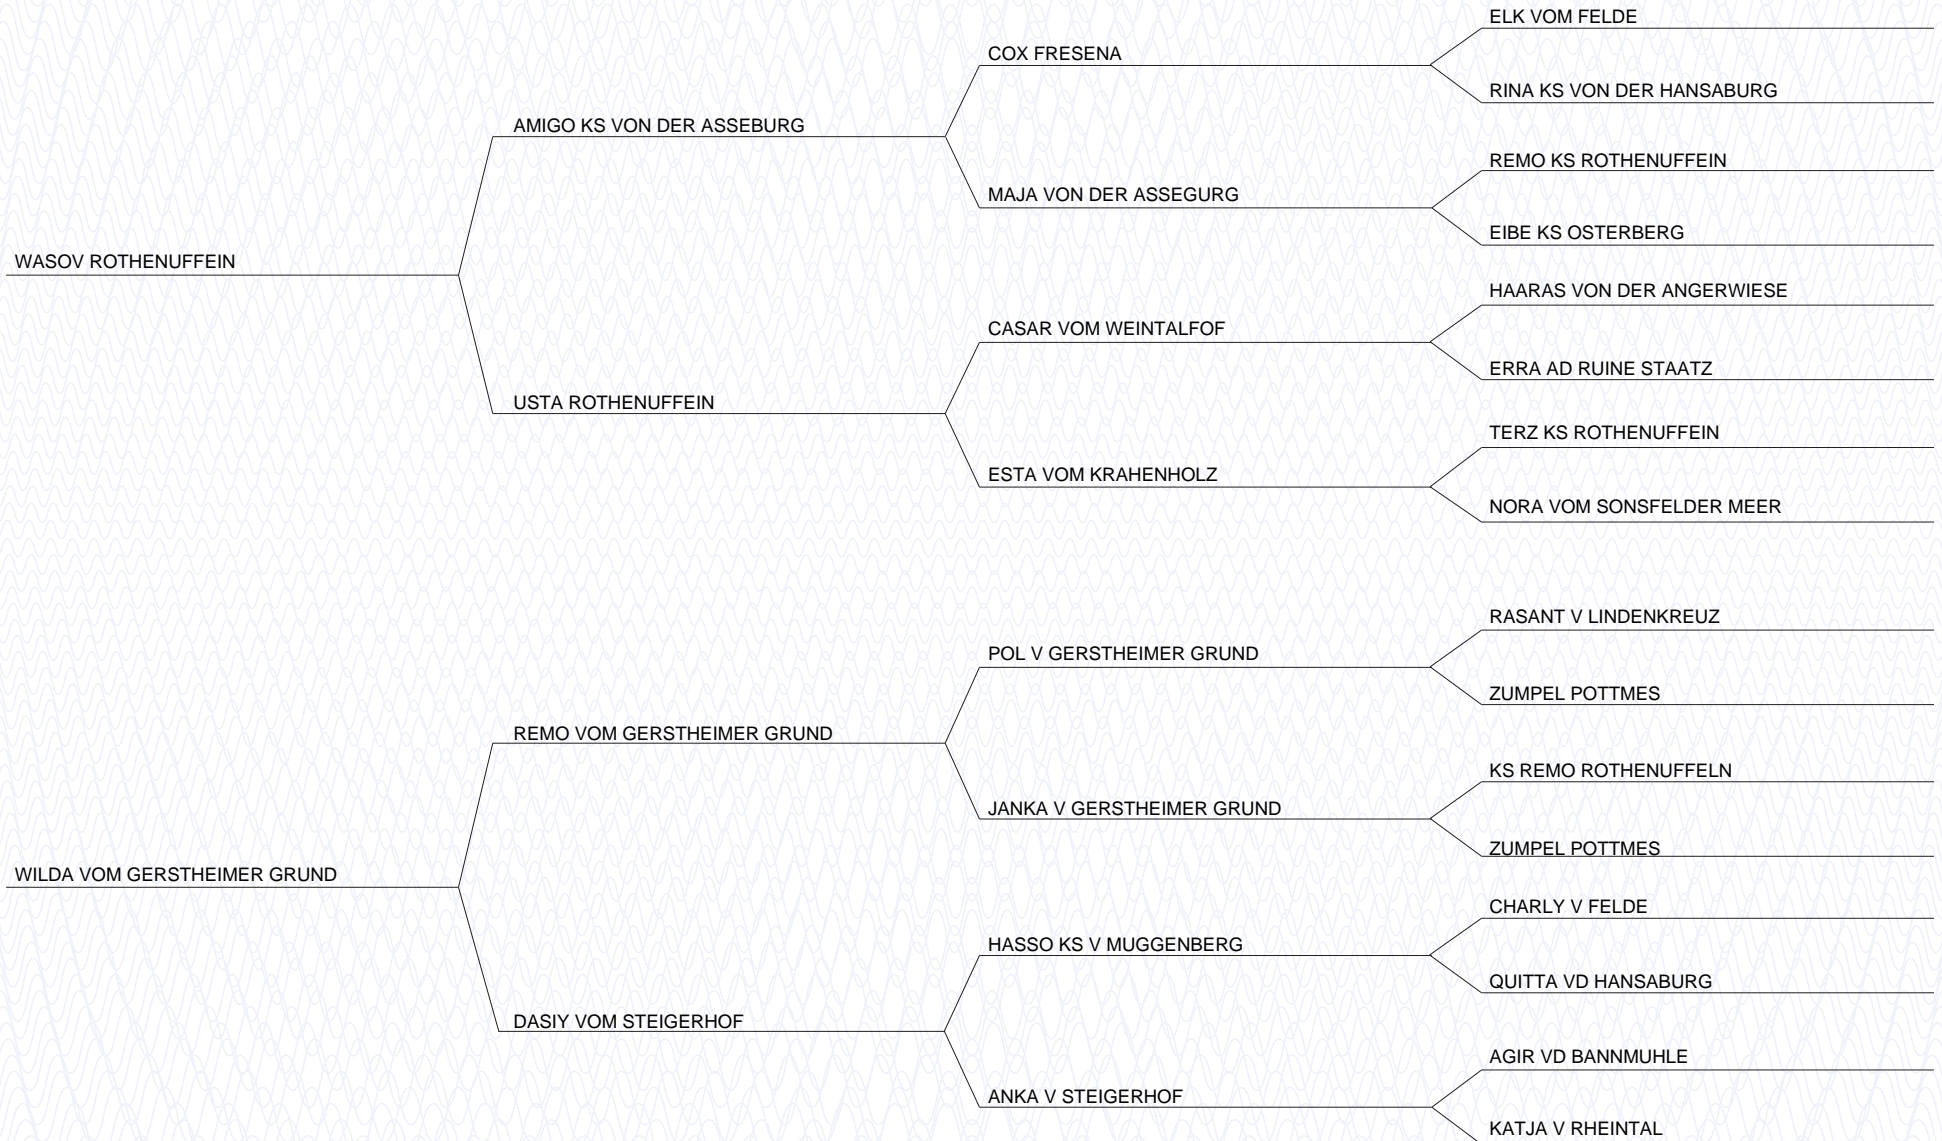 ELK VOM FELDE
COX FRESENA
RINA KS VON DER HANSABURG
AMIGO KS VON DER ASSEBURG
REMO KS ROTHENUFFEIN
MAJA VON DER ASSEGURG
EIBE KS OSTERBERG
WASOV ROTHENUFFEIN
HAARAS VON DER ANGERWIESE
CASAR VOM WEINTALFOF
ERRA AD RUINE STAATZ
USTA ROTHENUFFEIN
TERZ KS ROTHENUFFEIN
ESTA VOM KRAHENHOLZ
NORA VOM SONSFELDER MEER
RASANT V LINDENKREUZ
POL V GERSTHEIMER GRUND
ZUMPEL POTTMES
REMO VOM GERSTHEIMER GRUND
KS REMO ROTHENUFFELN
JANKA V GERSTHEIMER GRUND
ZUMPEL POTTMES
WILDA VOM GERSTHEIMER GRUND
CHARLY V FELDE
HASSO KS V MUGGENBERG
QUITTA VD HANSABURG
DASIY VOM STEIGERHOF
AGIR VD BANNMUHLE
ANKA V STEIGERHOF
KATJA V RHEINTAL